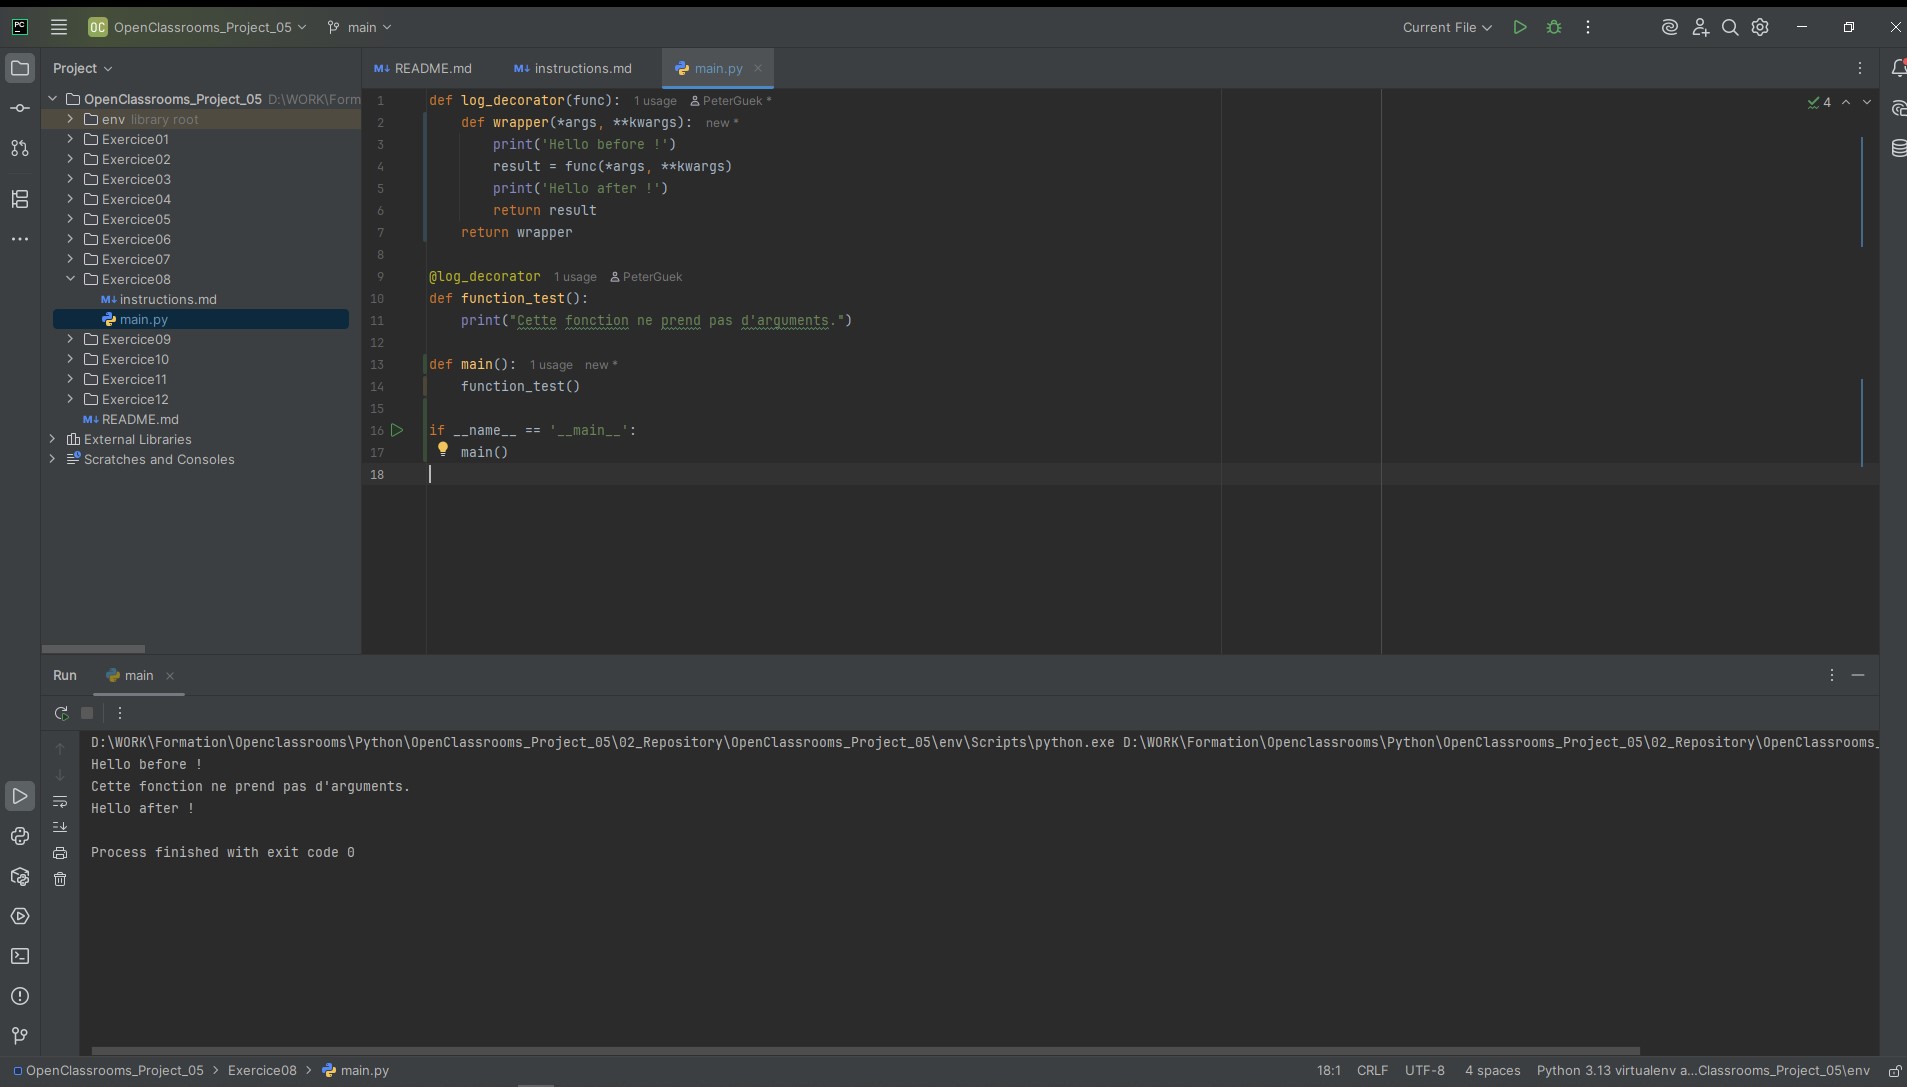 PC OC OpenClassrooms_Project_05 main Current File
Project
README.md instructions.md main.py
OpenClassrooms_Project_05 D:\WORK\Form
env library root
Exercice01
Exercice02
Exercice03
Exercice04
Exercice05
Exercice06
Exercice07
Exercice08
instructions.md
main.py
Exercice09
Exercice10
Exercice11
Exercice12
README.md
External Libraries
Scratches and Consoles
1 def log_decorator(func): 1 usage PeterGuek *
2 def wrapper(*args, **kwargs): new *
3 print('Hello before !')
4 result = func(*args, **kwargs)
5 print('Hello after !')
6 return result
7 return wrapper
8
9 @log_decorator 1 usage PeterGuek
10 def function_test():
11 print("Cette fonction ne prend pas d'arguments.")
12
13 def main(): 1 usage new *
14 function_test()
15
16 if __name__ == '__main__':
17 main()
18
4
Run main
D:\WORK\Formation\Openclassrooms\Python\OpenClassrooms_Project_05\02_Repository\OpenClassrooms_Project_05\env\Scripts\python.exe D:\WORK\Formation\Openclassrooms\Python\OpenClassrooms_Project_05\02_Repository\OpenClassrooms_
Hello before !
Cette fonction ne prend pas d'arguments.
Hello after !
Process finished with exit code 0
OpenClassrooms_Project_05 > Exercice08 > main.py 18:1 CRLF UTF-8 4 spaces Python 3.13 virtualenv a...Classrooms_Project_05\env